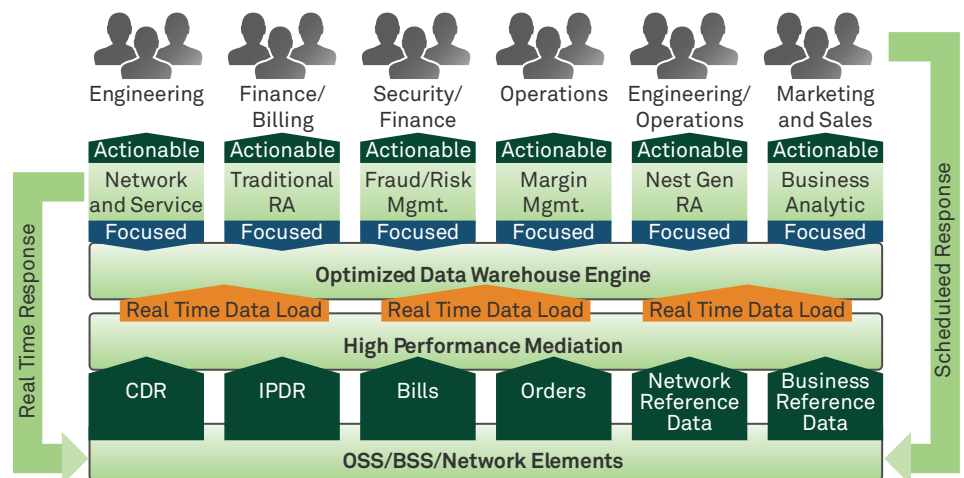 Engineering
Finance/
Billing
Security/
Finance
Operations
Engineering/
Operations
Marketing
and Sales
Actionable
Actionable
Actionable
Actionable
Actionable
Actionable
Network
and Service
Traditional
RA
Fraud/Risk
Mgmt.
Margin
Mgmt.
Nest Gen
RA
Business
Analytic
Focused
Focused
Focused
Focused
Focused
Focused
Optimized Data Warehouse Engine
Real Time Data Load
Real Time Data Load
Real Time Data Load
High Performance Mediation
CDR
IPDR
Bills
Orders
Network
Reference
Data
Business
Reference
Data
OSS/BSS/Network Elements
Real Time Response
Scheduleed Response